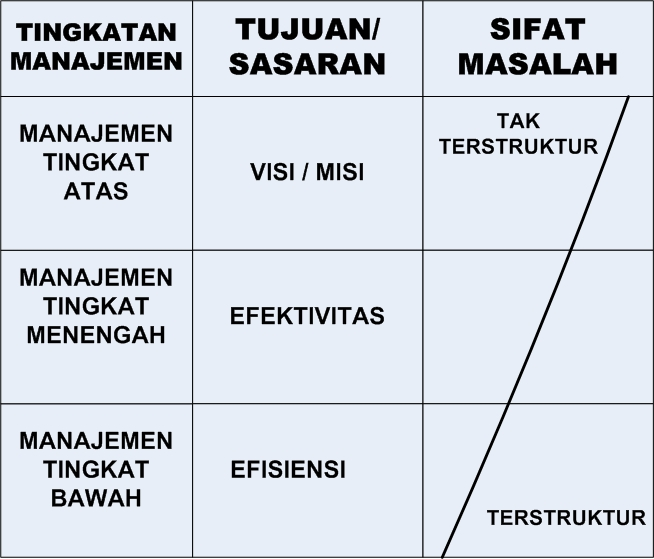 TINGKATAN
MANAJEMEN
TUJUAN/
SASARAN
SIFAT
MASALAH
MANAJEMEN
TINGKAT
ATAS
VISI / MISI
TAK
TERSTRUKTUR
MANAJEMEN
TINGKAT
MENENGAH
EFEKTIVITAS
MANAJEMEN
TINGKAT
BAWAH
EFISIENSI
TERSTRUKTUR